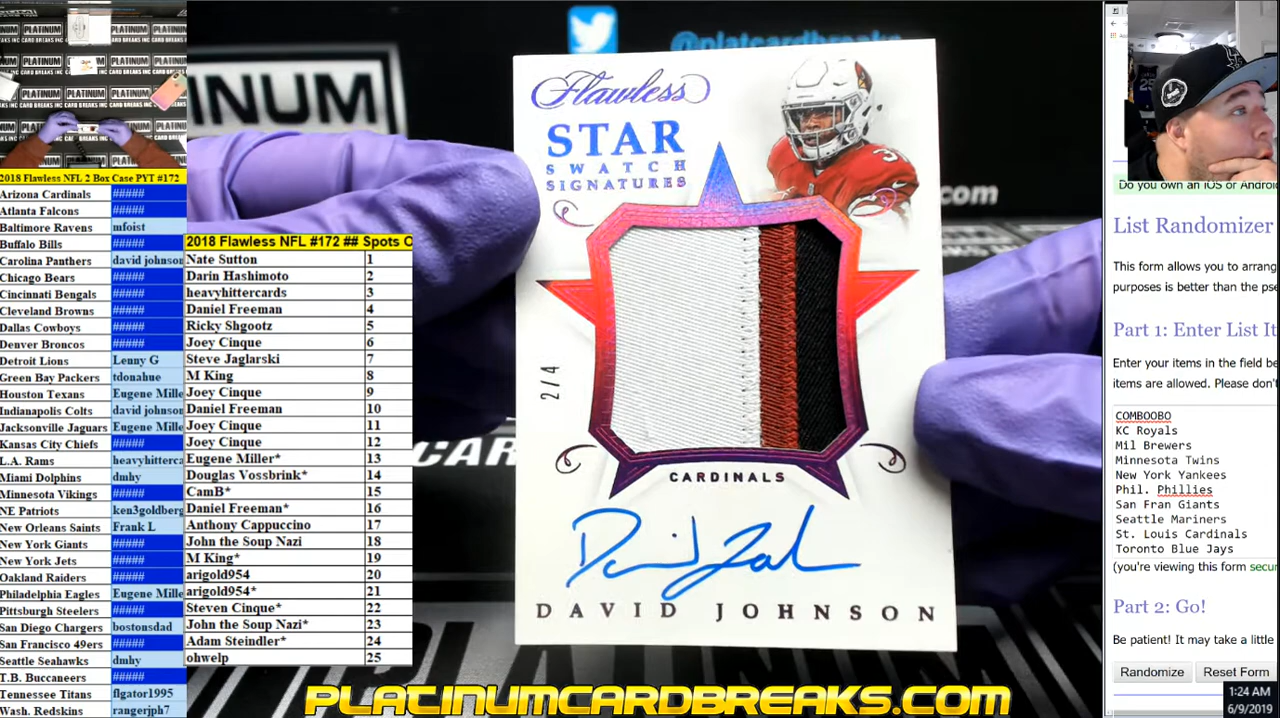 PLATINUM
CARD BREAKS INC
2018 Flawless NFL 2 Box Case PYT #172
Arizona Cardinals #####
Atlanta Falcons #####
Baltimore Ravens mfoist
Buffalo Bills #####
Carolina Panthers david johnson
Chicago Bears #####
Cincinnati Bengals #####
Cleveland Browns #####
Dallas Cowboys #####
Denver Broncos #####
Detroit Lions Lenny G
Green Bay Packers tdonahue
Houston Texans Eugene Mille
Indianapolis Colts david johnson
Jacksonville Jaguars Eugene Mille
Kansas City Chiefs #####
L.A. Rams heavyhitterca
Miami Dolphins dmhy
Minnesota Vikings #####
NE Patriots ken3goldberg
New Orleans Saints Frank L
New York Giants #####
New York Jets #####
Oakland Raiders #####
Philadelphia Eagles Eugene Mille
Pittsburgh Steelers #####
San Diego Chargers bostonsdad
San Francisco 49ers #####
Seattle Seahawks dmhy
T.B. Buccaneers #####
Tennessee Titans flgator1995
Wash. Redskins rangerjph7
2018 Flawless NFL #172 ## Spots O
Nate Sutton 1
Darin Hashimoto 2
heavyhittercards 3
Daniel Freeman 4
Ricky Shgootz 5
Joey Cinque 6
Steve Jaglarski 7
M King 8
Joey Cinque 9
Daniel Freeman 10
Joey Cinque 11
Joey Cinque 12
Eugene Miller* 13
Douglas Vossbrink* 14
CamB* 15
Daniel Freeman* 16
Anthony Cappuccino 17
John the Soup Nazi 18
M King* 19
arigold954 20
arigold954* 21
Steven Cinque* 22
John the Soup Nazi* 23
Adam Steindler* 24
ohwelp 25
@platcardbreaks
INUM
.com
Flawless
STAR
SWATCH
SIGNATURES
2/4
CARDINALS
David Joh
DAVID JOHNSON
PLATINUMCARDBREAKS.COM
Do you own an iOS or Android
List Randomizer
This form allows you to arrang
purposes is better than the pse
Part 1: Enter List It
Enter your items in the field be
items are allowed. Please don'
COMBOOBO
KC Royals
Mil Brewers
Minnesota Twins
New York Yankees
Phil. Phillies
San Fran Giants
Seattle Mariners
St. Louis Cardinals
Toronto Blue Jays
(you're viewing this form secur
Part 2: Go!
Be patient! It may take a little
Randomize Reset Form
1:24 AM
6/9/2019